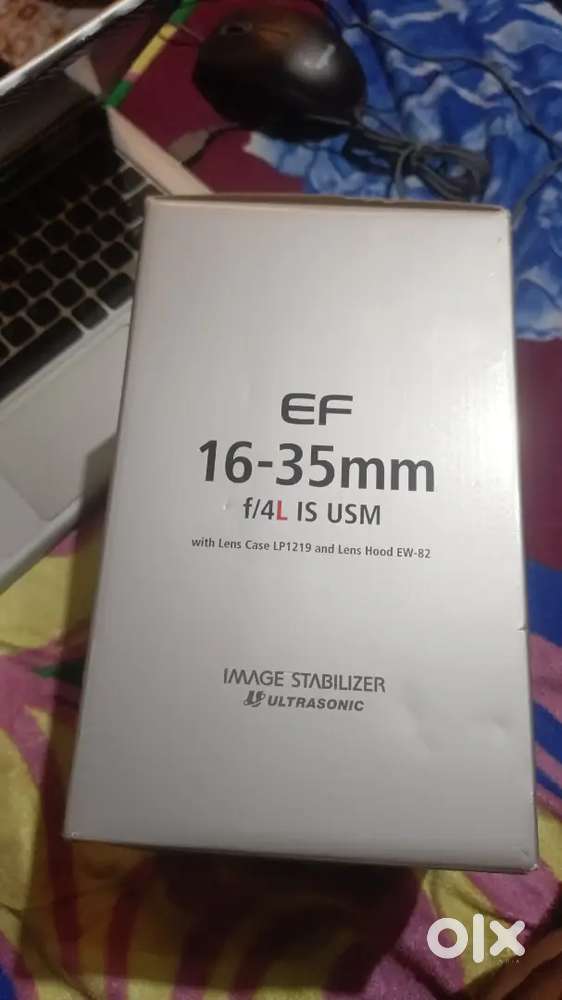 EF
16-35mm
f/4L IS USM
with Lens Case LP1219 and Lens Hood EW-82
IMAGE STABILIZER
ULTRASONIC
olx
INDIA